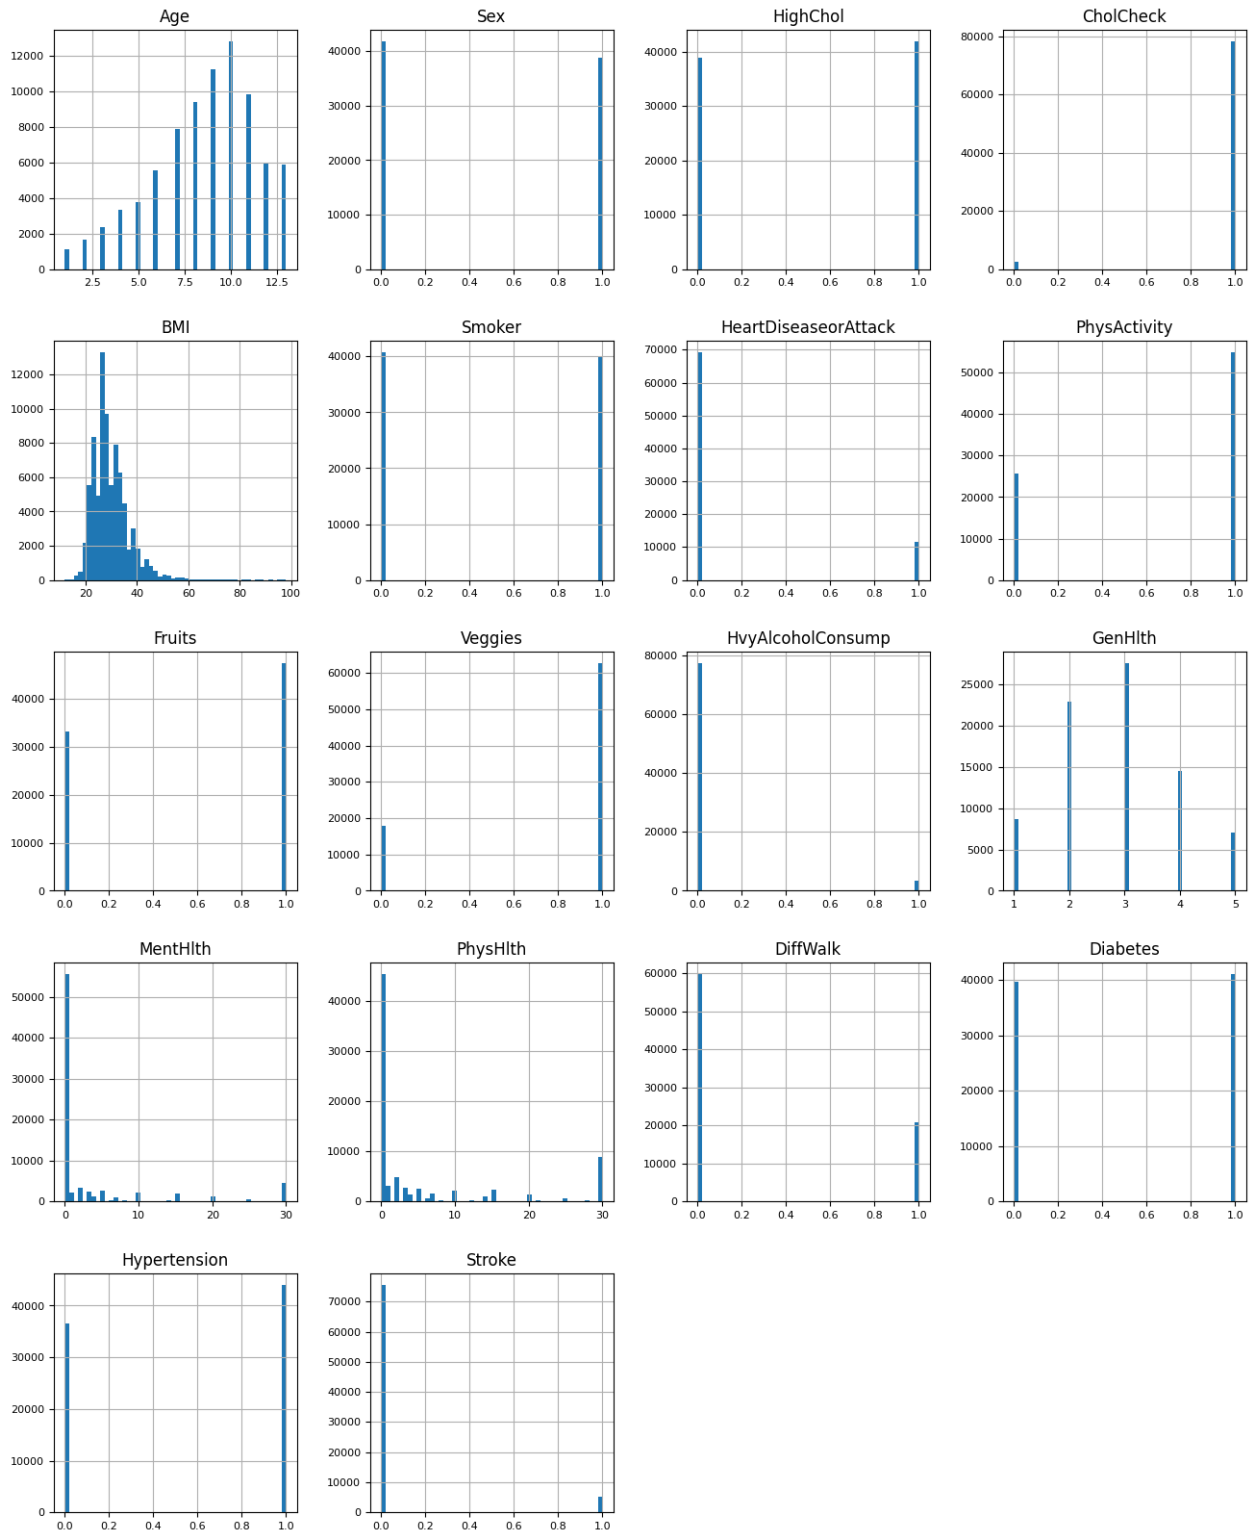 Age Sex HighChol CholCheck
12000 40000 40000 80000
10000 30000 30000 60000
8000 20000 20000 40000
6000 10000 10000 20000
4000
2000
0 0 0 0
2.5 5.0 7.5 10.0 12.5 0.0 0.2 0.4 0.6 0.8 1.0 0.0 0.2 0.4 0.6 0.8 1.0 0.0 0.2 0.4 0.6 0.8 1.0
BMI Smoker HeartDiseaseorAttack PhysActivity
12000 40000 70000 50000
10000 30000 60000 40000
8000 20000 50000 30000
6000 10000 40000 20000
4000 30000 10000
2000 20000
10000
0 0 0 0
20 40 60 80 100 0.0 0.2 0.4 0.6 0.8 1.0 0.0 0.2 0.4 0.6 0.8 1.0 0.0 0.2 0.4 0.6 0.8 1.0
Fruits Veggies HvyAlcoholConsump GenHlth
40000 60000 80000 25000
30000 50000 60000 20000
20000 40000 40000 15000
10000 30000 20000 10000
20000 5000
10000
0 0 0 0
0.0 0.2 0.4 0.6 0.8 1.0 0.0 0.2 0.4 0.6 0.8 1.0 0.0 0.2 0.4 0.6 0.8 1.0 1 2 3 4 5
MentHlth PhysHlth DiffWalk Diabetes
50000 40000 60000 40000
40000 30000 50000 30000
30000 20000 40000 20000
20000 10000 30000 10000
10000 20000
10000
0 0 0 0
0 10 20 30 0 10 20 30 0.0 0.2 0.4 0.6 0.8 1.0 0.0 0.2 0.4 0.6 0.8 1.0
Hypertension Stroke
40000 70000
30000 60000
20000 50000
10000 40000
30000
20000
10000
0 0
0.0 0.2 0.4 0.6 0.8 1.0 0.0 0.2 0.4 0.6 0.8 1.0